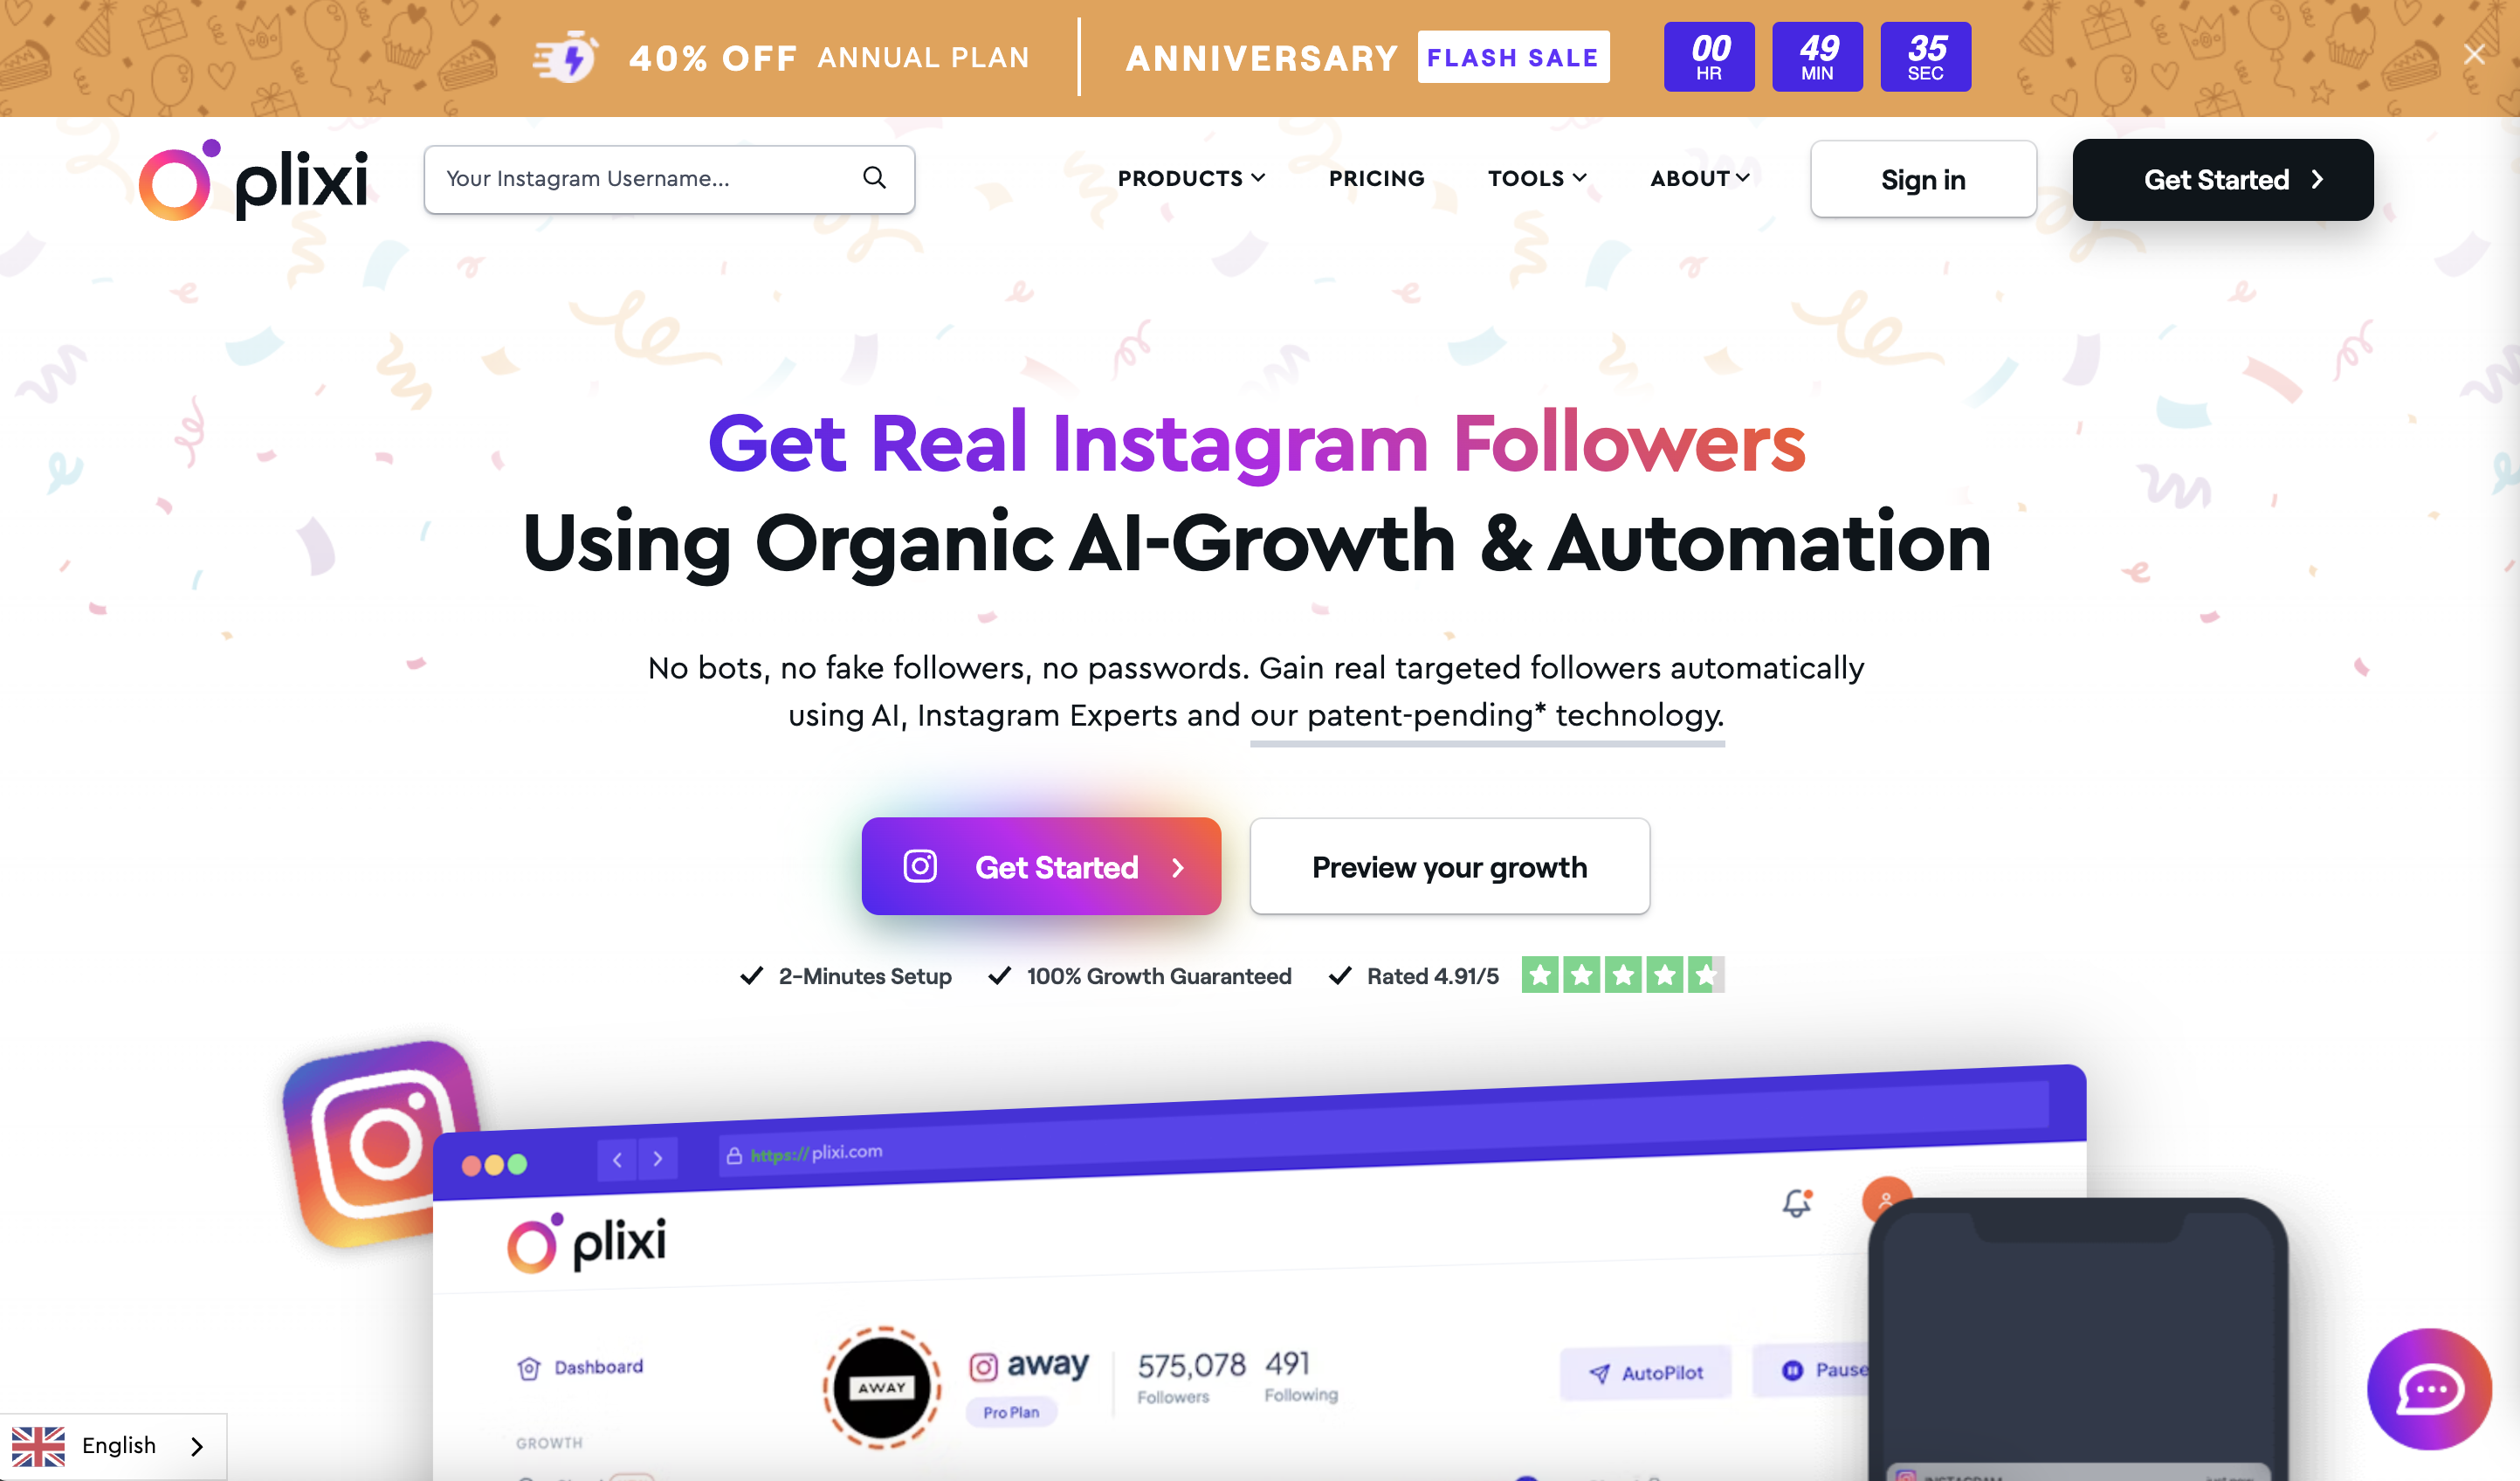 40% OFF ANNUAL PLAN
ANNIVERSARY FLASH SALE
00 HR 49 MIN 35 SEC
plixi
Your Instagram Username...
PRODUCTS
PRICING
TOOLS
ABOUT
Sign in
Get Started
Get Real Instagram Followers
Using Organic AI-Growth & Automation
No bots, no fake followers, no passwords. Gain real targeted followers automatically
using AI, Instagram Experts and our patent-pending* technology.
Get Started
Preview your growth
2-Minutes Setup
100% Growth Guaranteed
Rated 4.91/5
https://plixi.com
plixi
Dashboard
GROWTH
AWAY
away
Pro Plan
575,078
Followers
491
Following
AutoPilot
Pause
INSTAGRAM
English